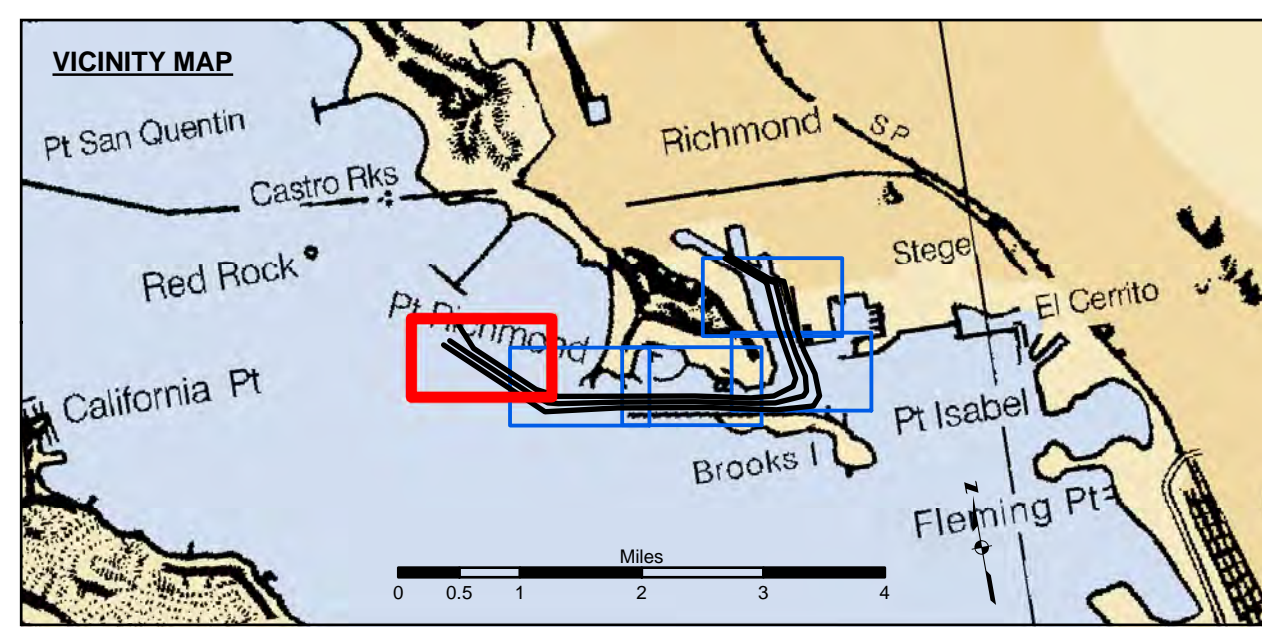 VICINITY MAP
Pt San Quentin
Castro Rks
Red Rock
Richmond
S P
Stege
El Cerrito
Pt Richmond
California Pt
Pt Isabel
Brooks I
Fleming Pt
N
Miles
0 0.5 1 2 3 4